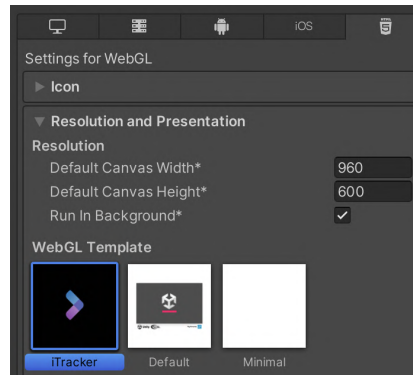 iOS
Settings for WebGL
Icon
Resolution and Presentation
Resolution
Default Canvas Width* 960
Default Canvas Height* 600
Run In Background*
WebGL Template
iTracker Default Minimal